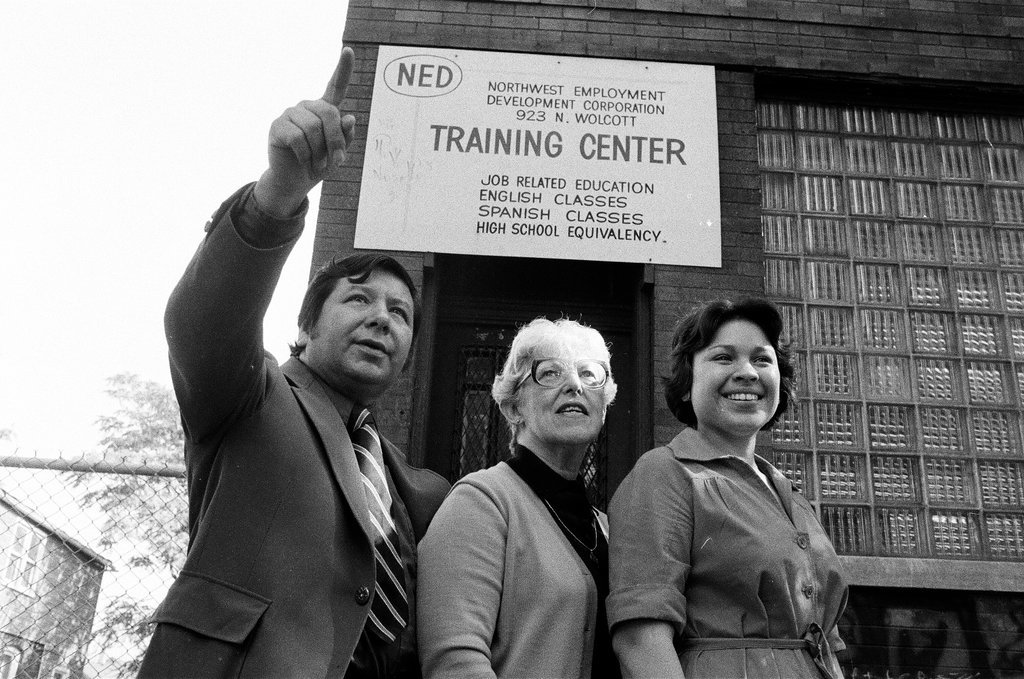 NED
NORTHWEST EMPLOYMENT
DEVELOPMENT CORPORATION
923 N. WOLCOTT
TRAINING CENTER
JOB RELATED EDUCATION
ENGLISH CLASSES
SPANISH CLASSES
HIGH SCHOOL EQUIVALENCY.